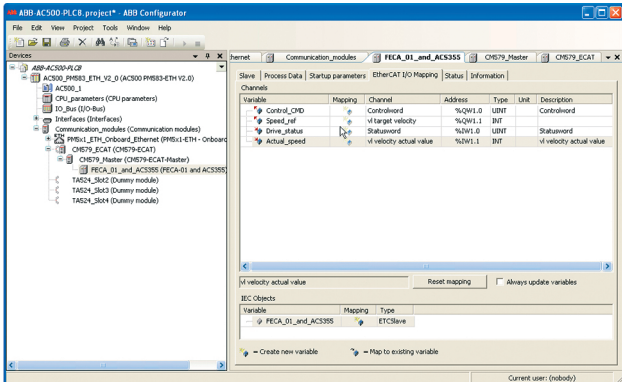 ABB-AC500-PLC8.project* - ABB Configurator
File Edit View Project Tools Window Help
Devices
ABB-AC500-PLC8
AC500_PM583_ETH_V2_0 (AC500 PM583-ETH V2.0)
AC500_1
CPU_parameters (CPU parameters)
IO_Bus (I/O-Bus)
Interfaces (Interfaces)
Communication_modules (Communication modules)
PM5x1_ETH_Onboard_Ethernet (PM5x1-ETH - Onboard
CM579_ECAT (CM579-ECAT)
CM579_Master (CM579-ECAT-Master)
FECA_01_and_ACS355 (FECA-01 and ACS355)
TA524_Slot2 (Dummy module)
TA524_Slot3 (Dummy module)
TA524_Slot4 (Dummy module)
hernet Communication_modules FECA_01_and_ACS355 CM579_Master CM579_ECAT
Slave Process Data Startup parameters EtherCAT I/O Mapping Status Information
Channels
Variable Mapping Channel Address Type Unit Description
Control_CMD Controlword %QW1.0 UINT Controlword
Speed_ref vl target velocity %QW1.1 INT
Drive_status Statusword %IW1.0 UINT Statusword
Actual_speed vl velocity actual value %IW1.1 INT vl velocity actual value
vl velocity actual value Reset mapping Always update variables
IEC Objects
Variable Mapping Type
FECA_01_and_ACS355 ETCSlave
= Create new variable = Map to existing variable
Current user: (nobody)